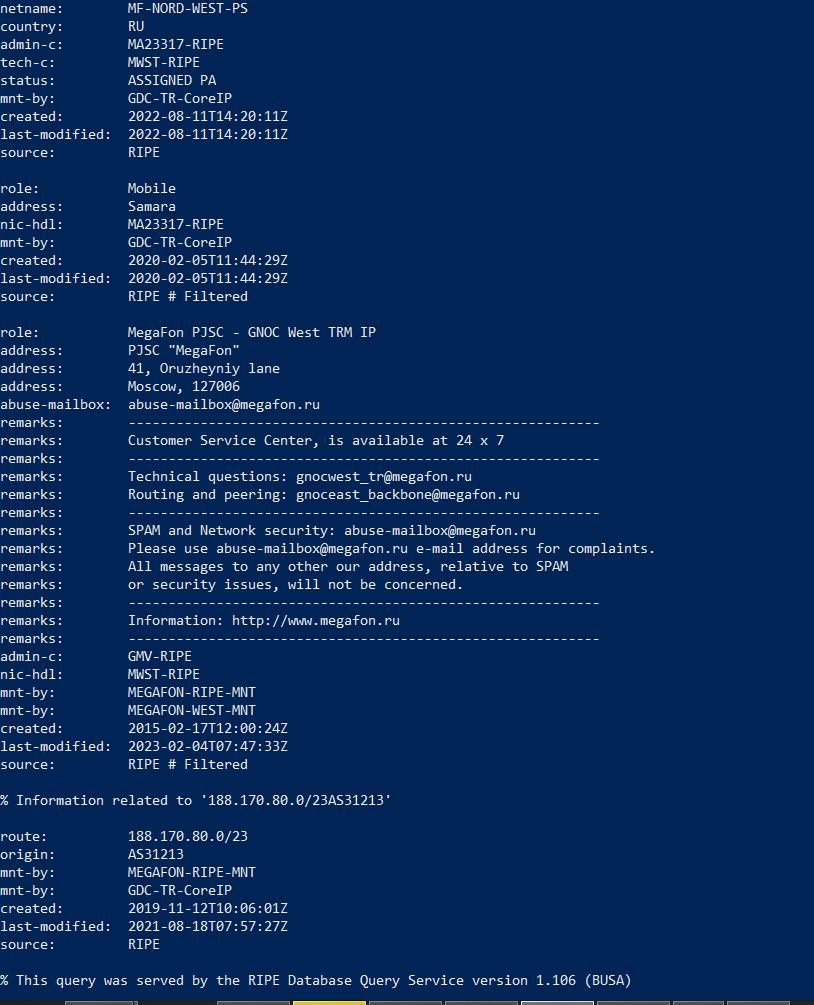 netname:        MF-NORD-WEST-PS
country:        RU
admin-c:        MA23317-RIPE
tech-c:         MWST-RIPE
status:         ASSIGNED PA
mnt-by:         GDC-TR-CoreIP
created:        2022-08-11T14:20:11Z
last-modified:  2022-08-11T14:20:11Z
source:         RIPE

role:           Mobile
address:        Samara
nic-hdl:        MA23317-RIPE
mnt-by:         GDC-TR-CoreIP
created:        2020-02-05T11:44:29Z
last-modified:  2020-02-05T11:44:29Z
source:         RIPE # Filtered

role:           MegaFon PJSC - GNOC West TRM IP
address:        PJSC "MegaFon"
address:        41, Oruzheyniy lane
address:        Moscow, 127006
abuse-mailbox:  abuse-mailbox@megafon.ru
remarks:        -----------------------------------------------------------
remarks:        Customer Service Center, is available at 24 x 7
remarks:        -----------------------------------------------------------
remarks:        Technical questions: gnocwest_tr@megafon.ru
remarks:        Routing and peering: gnoceast_backbone@megafon.ru
remarks:        -----------------------------------------------------------
remarks:        SPAM and Network security: abuse-mailbox@megafon.ru
remarks:        Please use abuse-mailbox@megafon.ru e-mail address for complaints.
remarks:        All messages to any other our address, relative to SPAM
remarks:        or security issues, will not be concerned.
remarks:        -----------------------------------------------------------
remarks:        Information: http://www.megafon.ru
remarks:        -----------------------------------------------------------
admin-c:        GMV-RIPE
nic-hdl:        MWST-RIPE
mnt-by:         MEGAFON-RIPE-MNT
mnt-by:         MEGAFON-WEST-MNT
created:        2015-02-17T12:00:24Z
last-modified:  2023-02-04T07:47:33Z
source:         RIPE # Filtered

% Information related to '188.170.80.0/23AS31213'

route:          188.170.80.0/23
origin:         AS31213
mnt-by:         MEGAFON-RIPE-MNT
mnt-by:         GDC-TR-CoreIP
created:        2019-11-12T10:06:01Z
last-modified:  2021-08-18T07:57:27Z
source:         RIPE

% This query was served by the RIPE Database Query Service version 1.106 (BUSA)